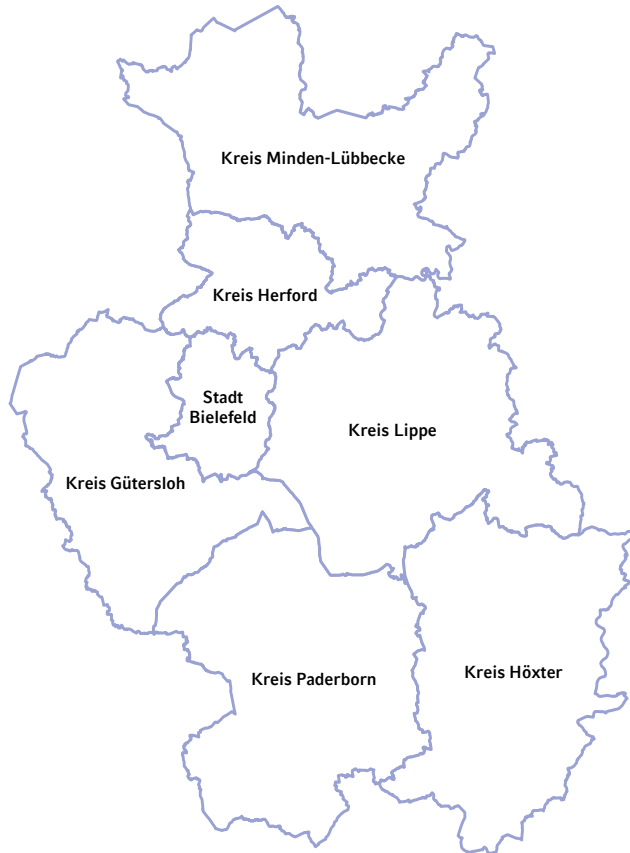 Kreis Minden-Lübbecke
Kreis Herford
Stadt
Bielefeld
Kreis Lippe
Kreis Gütersloh
Kreis Höxter
Kreis Paderborn